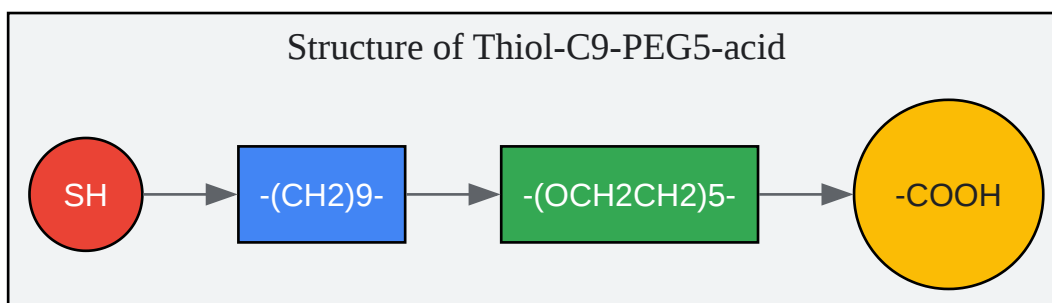 Structure of Thiol-C9-PEG5-acid
SH
-(CH2)9-
-(OCH2CH2)5-
-COOH